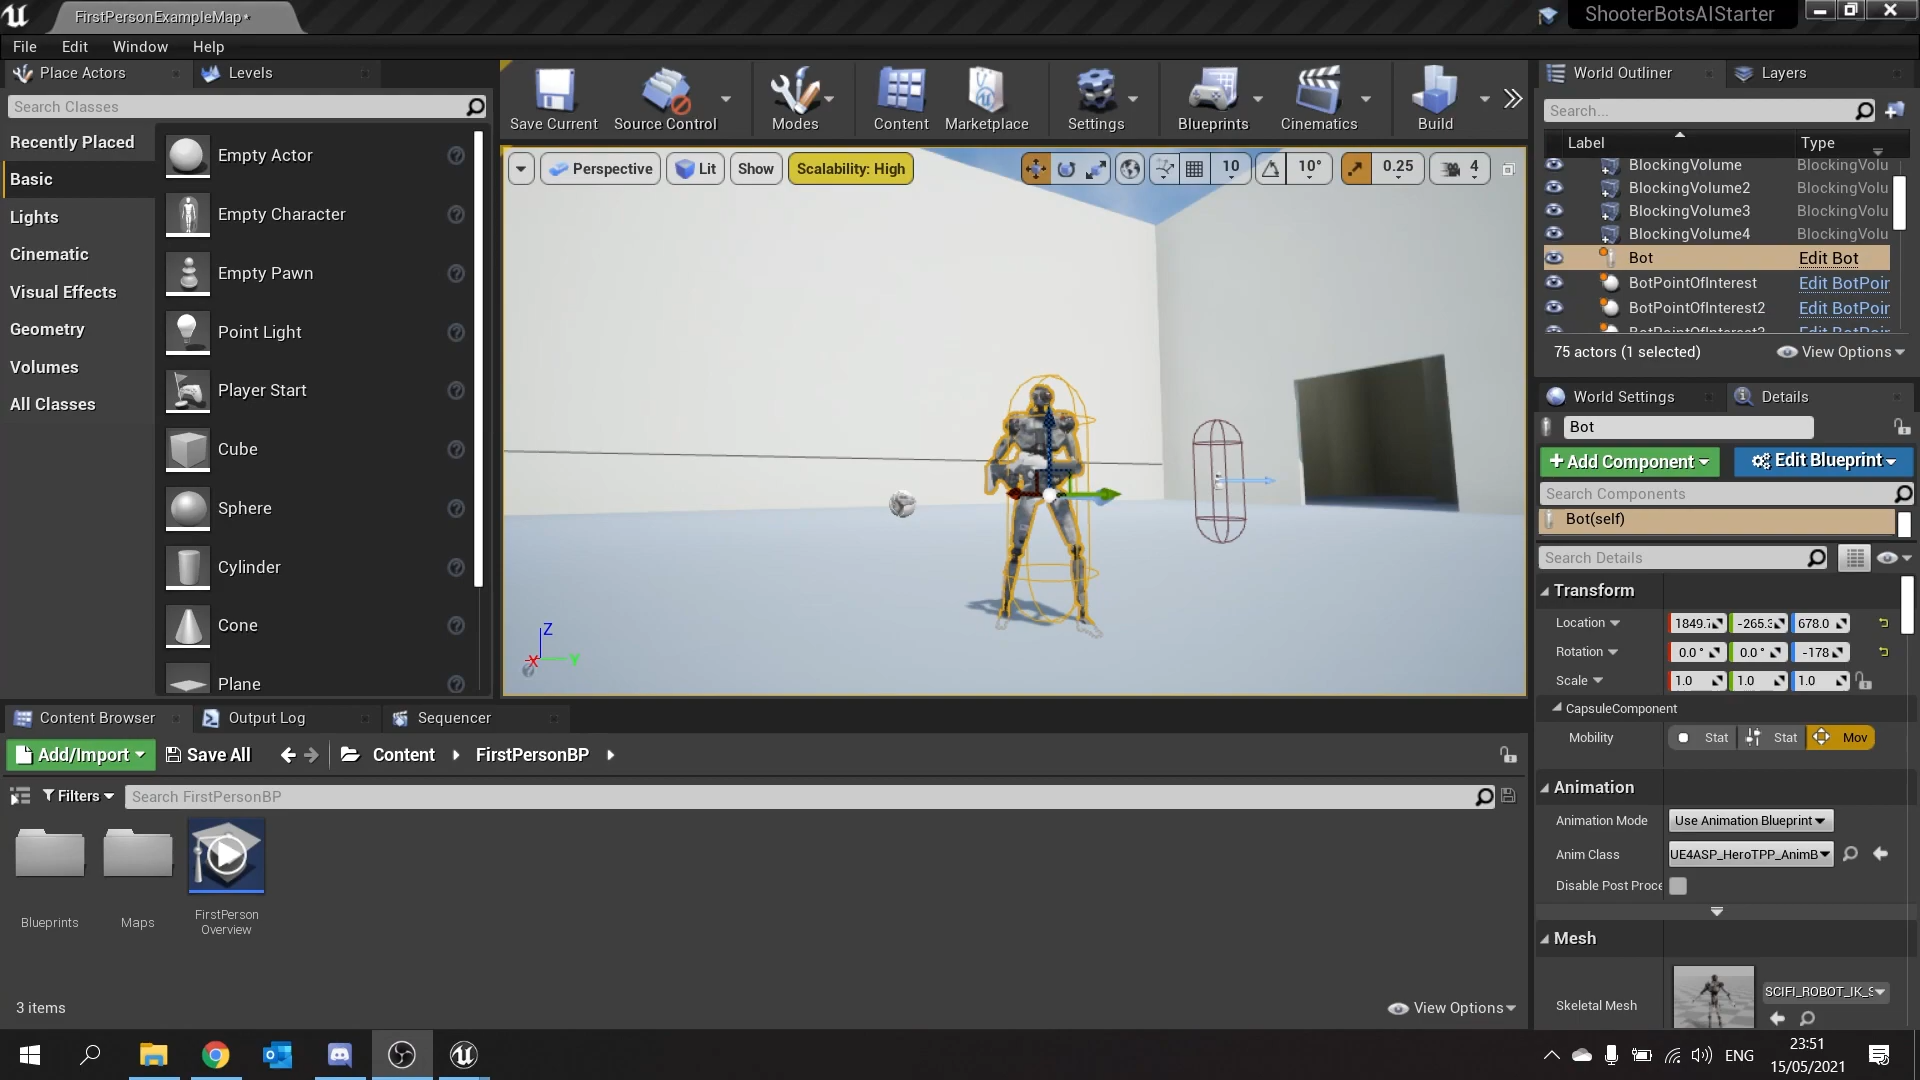 FirstPersonExampleMap*
ShooterBotsAIStarter
File Edit Window Help
Place Actors
Levels
Search Classes
Recently Placed
Basic
Lights
Cinematic
Visual Effects
Geometry
Volumes
All Classes
Empty Actor
Empty Character
Empty Pawn
Point Light
Player Start
Cube
Sphere
Cylinder
Cone
Plane
Save Current
Source Control
Modes
Content
Marketplace
Settings
Blueprints
Cinematics
Build
Perspective
Lit
Show
Scalability: High
10
10°
0.25
4
Z
X
Y
World Outliner
Layers
Search...
Label Type
BlockingVolume BlockingVolu
BlockingVolume2 BlockingVolu
BlockingVolume3 BlockingVolu
BlockingVolume4 BlockingVolu
Bot Edit Bot
BotPointOfInterest Edit BotPoir
BotPointOfInterest2 Edit BotPoir
75 actors (1 selected)
View Options
World Settings
Details
Bot
+ Add Component
Edit Blueprint
Search Components
Bot(self)
Search Details
Transform
Location 1849.7 -265.3 678.0
Rotation 0.0 ° 0.0 ° -178
Scale 1.0 1.0 1.0
CapsuleComponent
Mobility Stat Stat Mov
Animation
Animation Mode Use Animation Blueprint
Anim Class UE4ASP_HeroTPP_AnimB
Disable Post Proce
Mesh
Skeletal Mesh SCIFI_ROBOT_IK_S
Content Browser
Output Log
Sequencer
Add/Import
Save All
Content
FirstPersonBP
Filters
Search FirstPersonBP
Blueprints
Maps
FirstPerson
Overview
3 items
View Options
ENG
23:51
15/05/2021